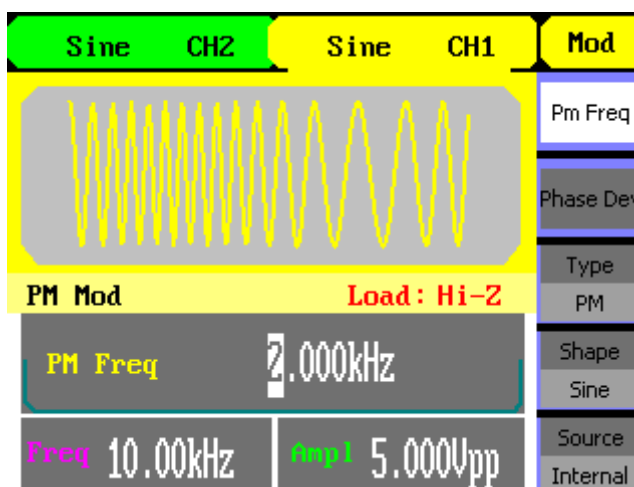 Sine CH2 Sine CH1 Mod
Pm Freq
Phase Dev
Type
PM
PM Mod Load: Hi-Z
PM Freq 2.000kHz
Shape
Sine
Freq 10.00kHz Ampl 5.000Vpp
Source
Internal